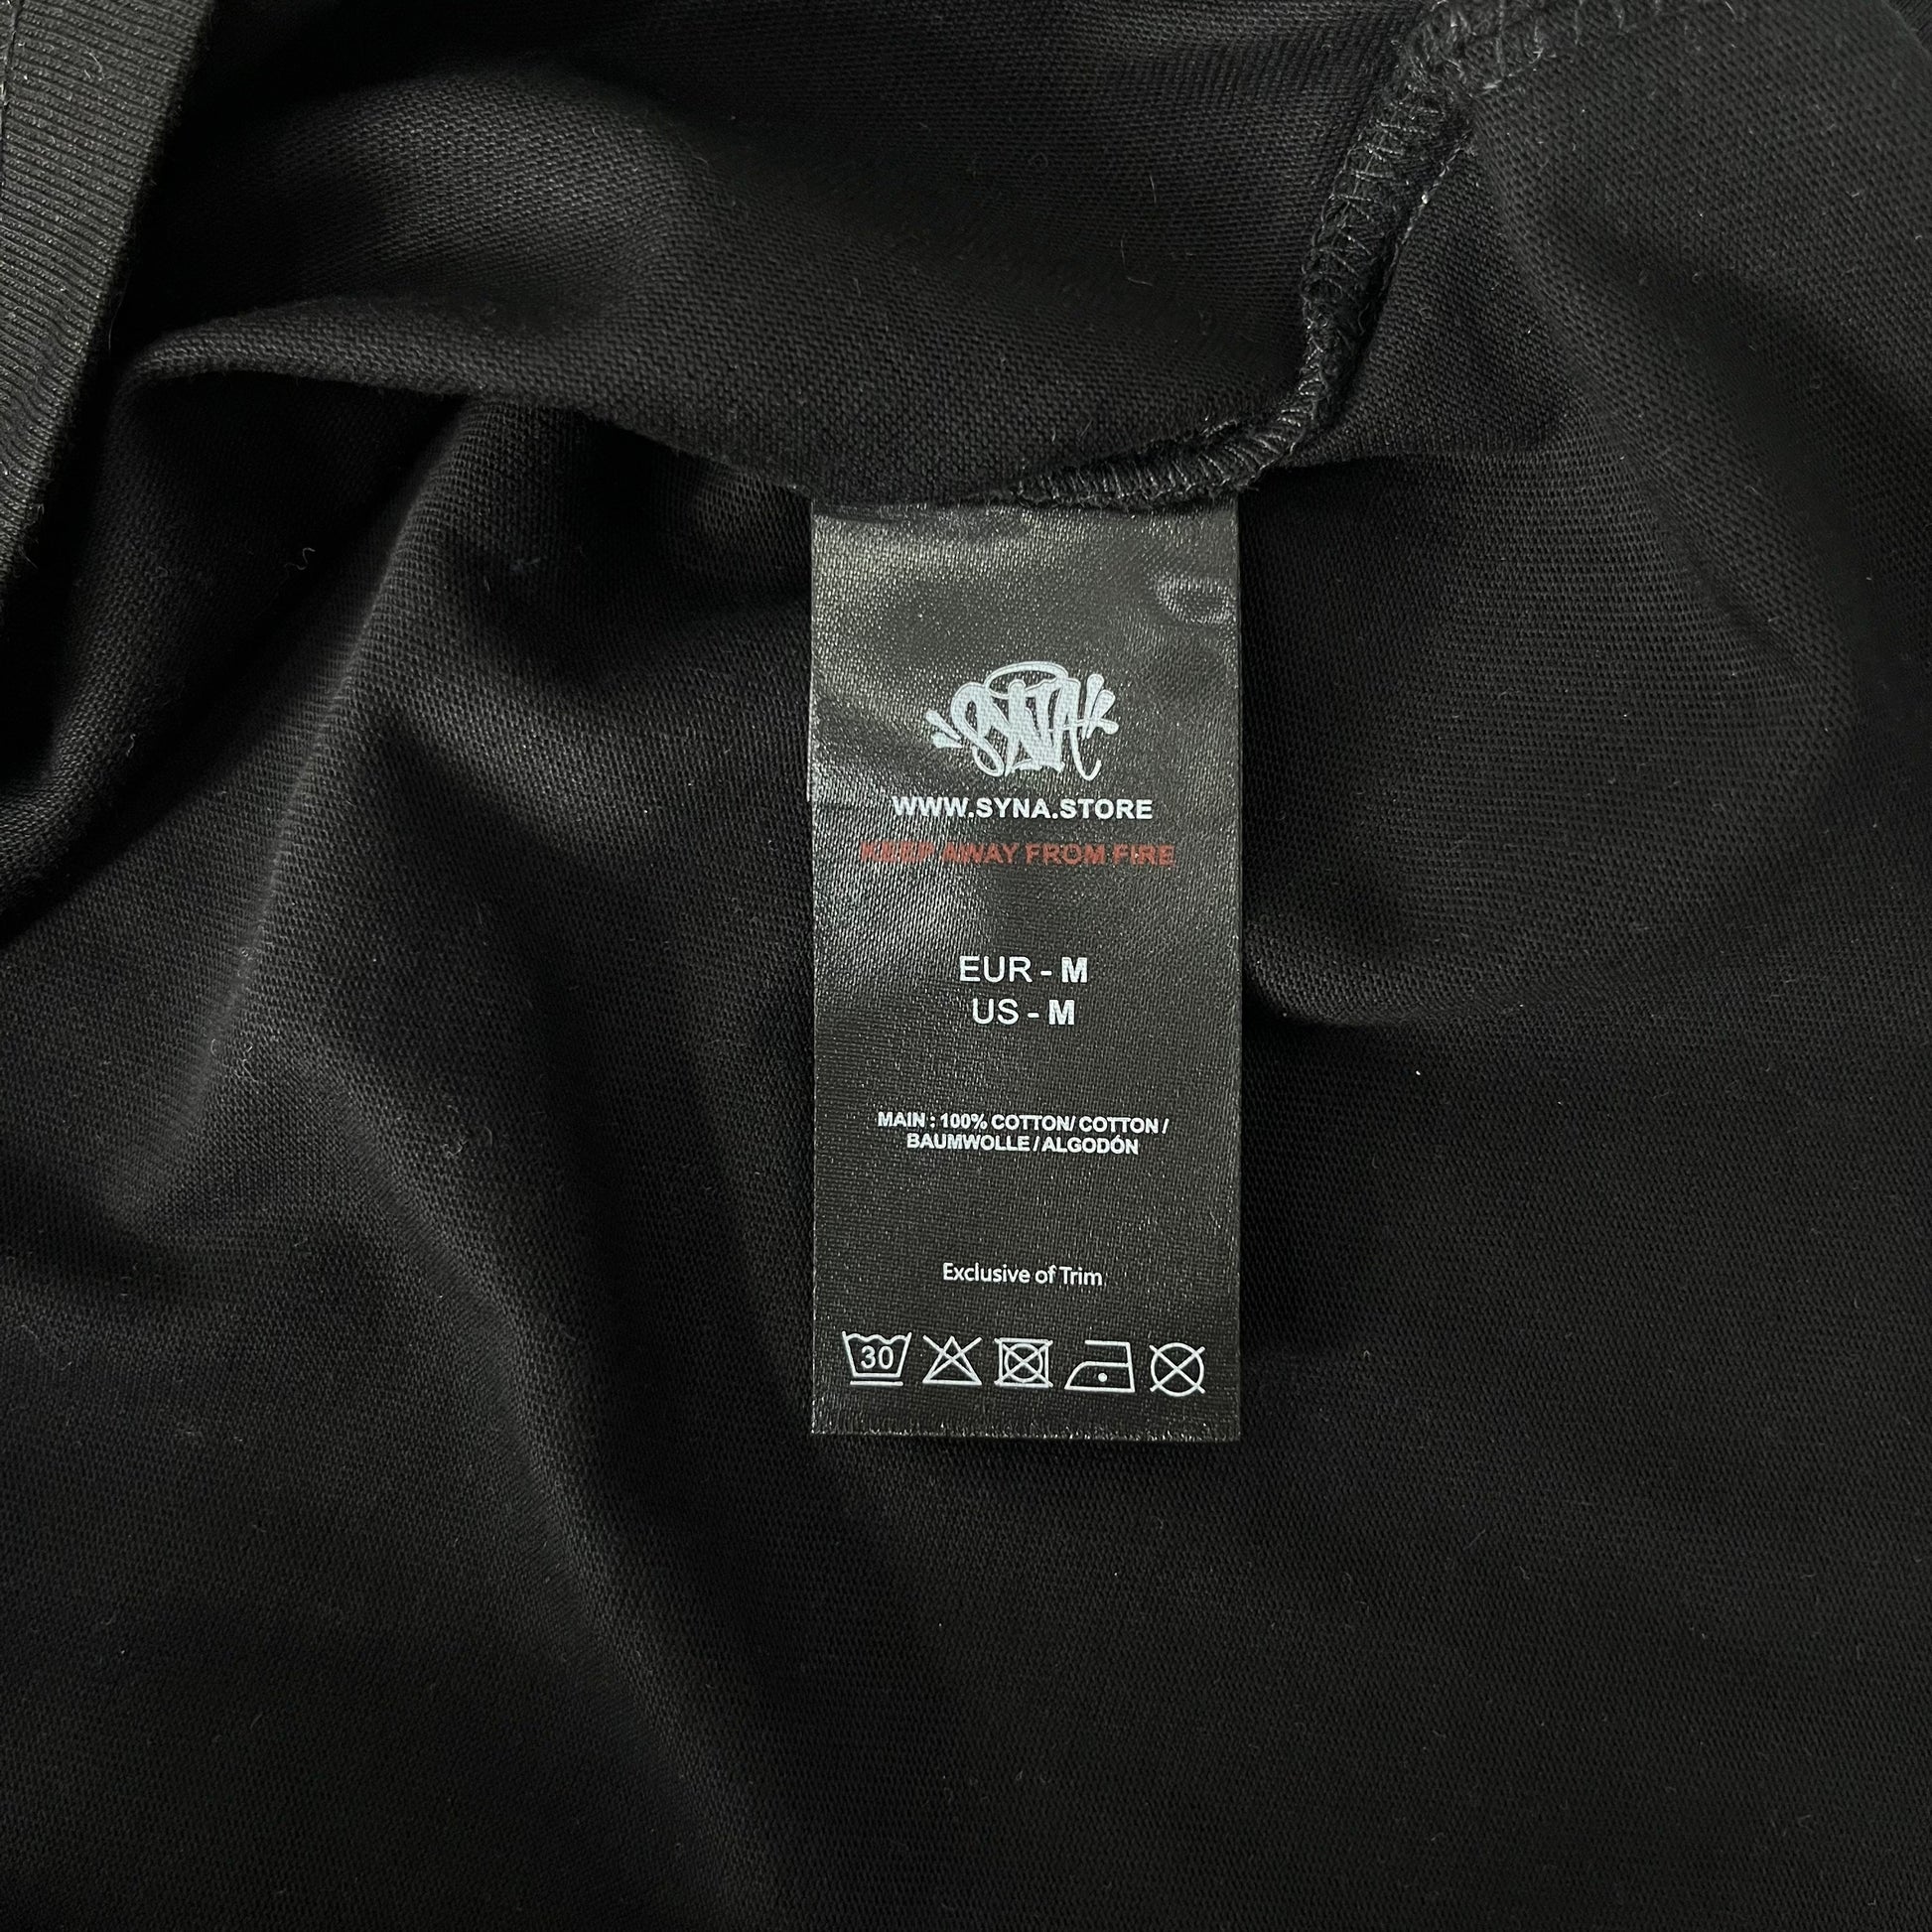 SYNA
WWW.SYNA.STORE
KEEP AWAY FROM FIRE
EUR - M
US - M
MAIN : 100% COTTON/ COTTON /
BAUMWOLLE / ALGODÓN
Exclusive of Trim
30